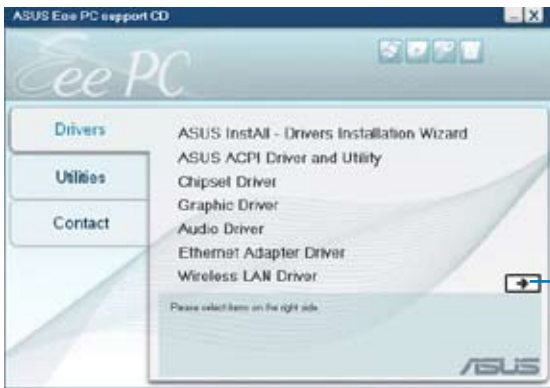 ASUS Eee PC support CD
Eee PC
Drivers
Utilities
Contact
ASUS InstAll - Drivers Installation Wizard
ASUS ACPI Driver and Utility
Chipset Driver
Graphic Driver
Audio Driver
Ethernet Adapter Driver
Wireless LAN Driver
Please select items on the right side.
ASUS